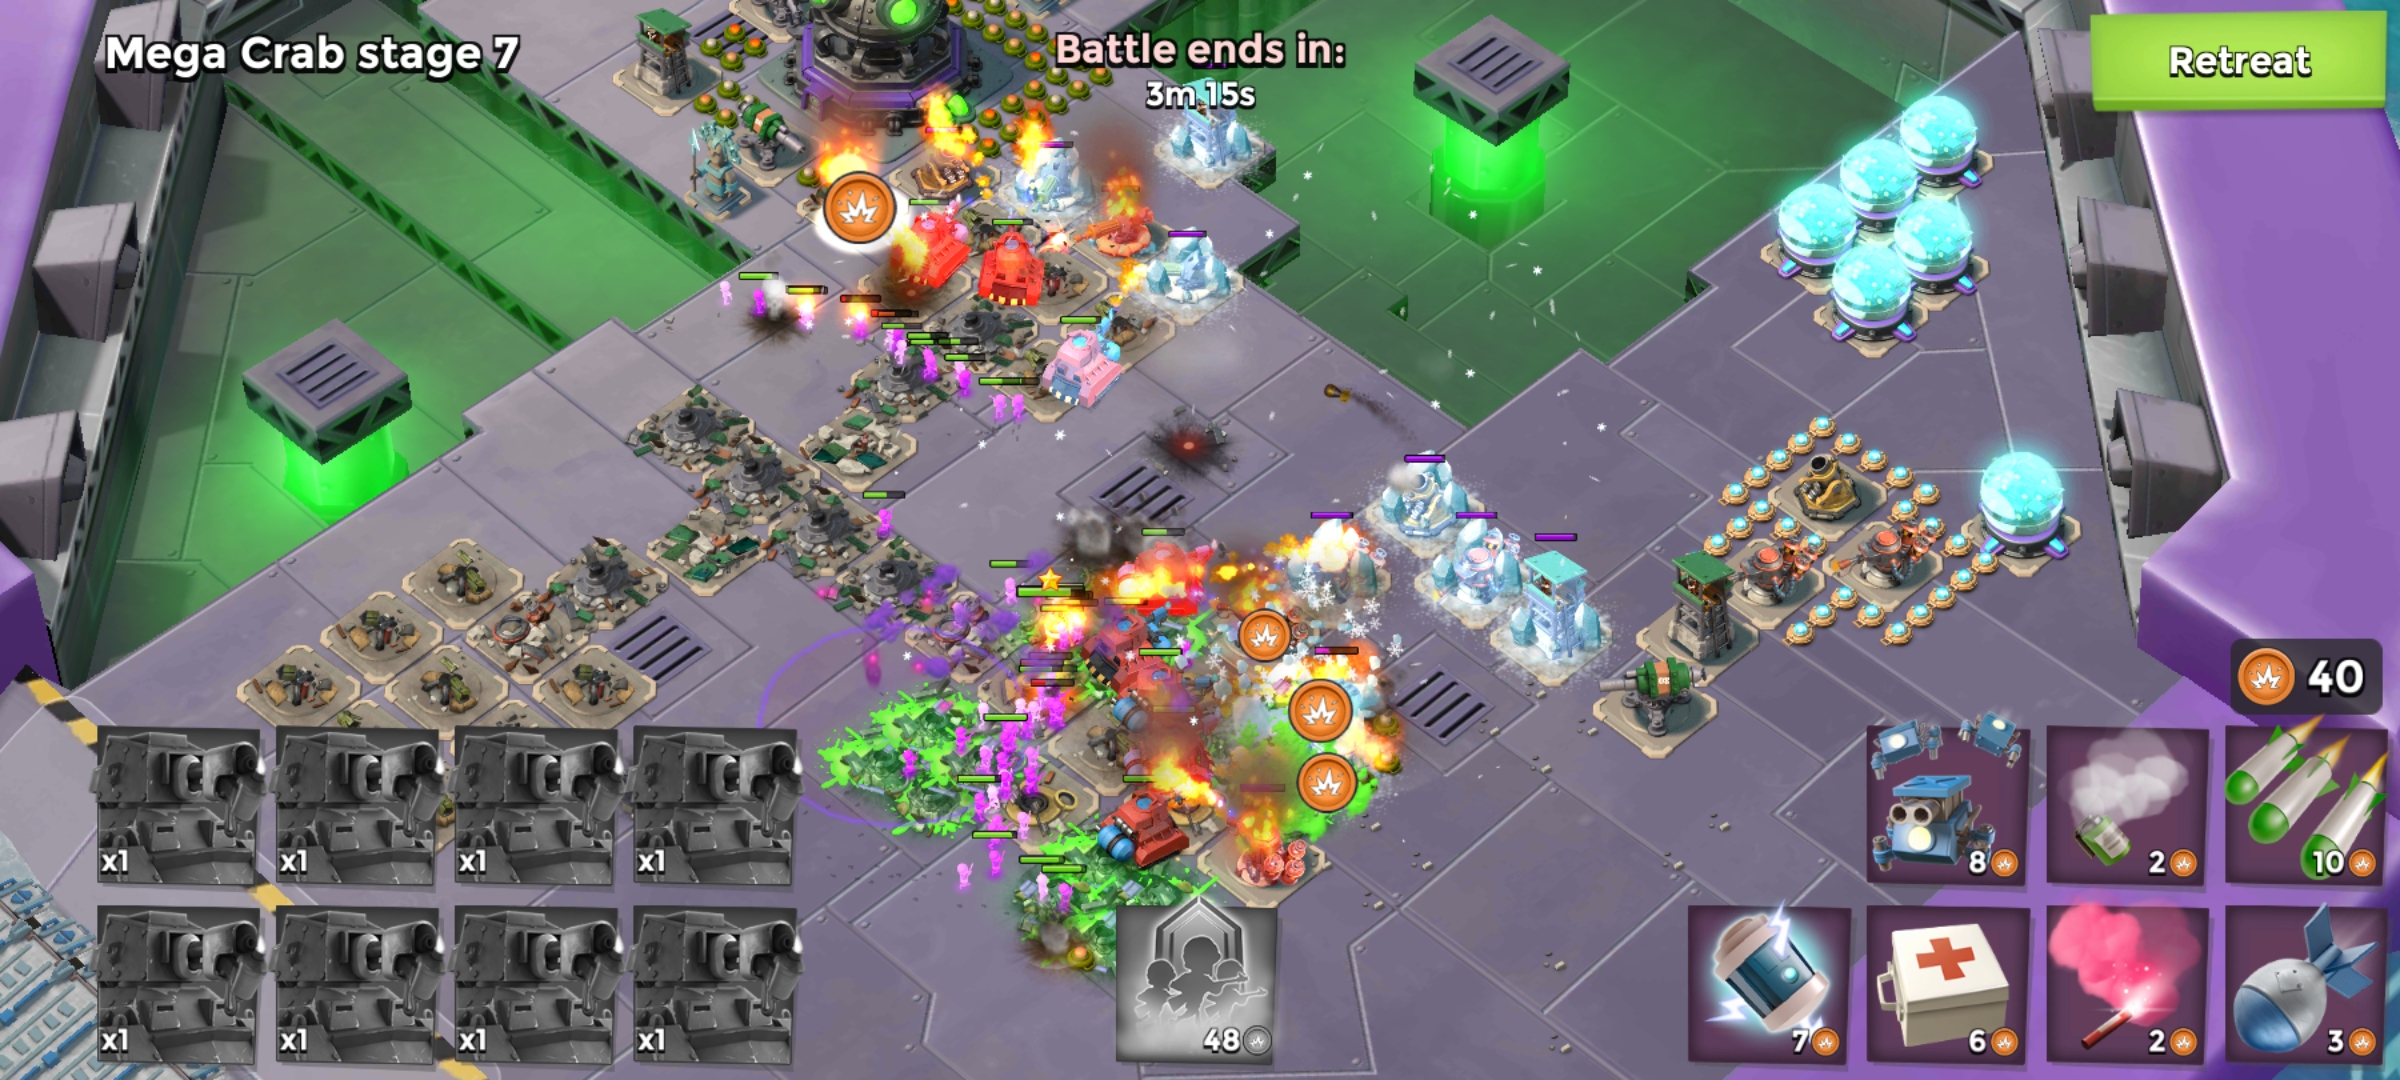 Mega Crab stage 7
Battle ends in:
3m 15s
Retreat
40
x1 x1 x1 x1
8 2 10
x1 x1 x1 x1
48
7 6 2 3